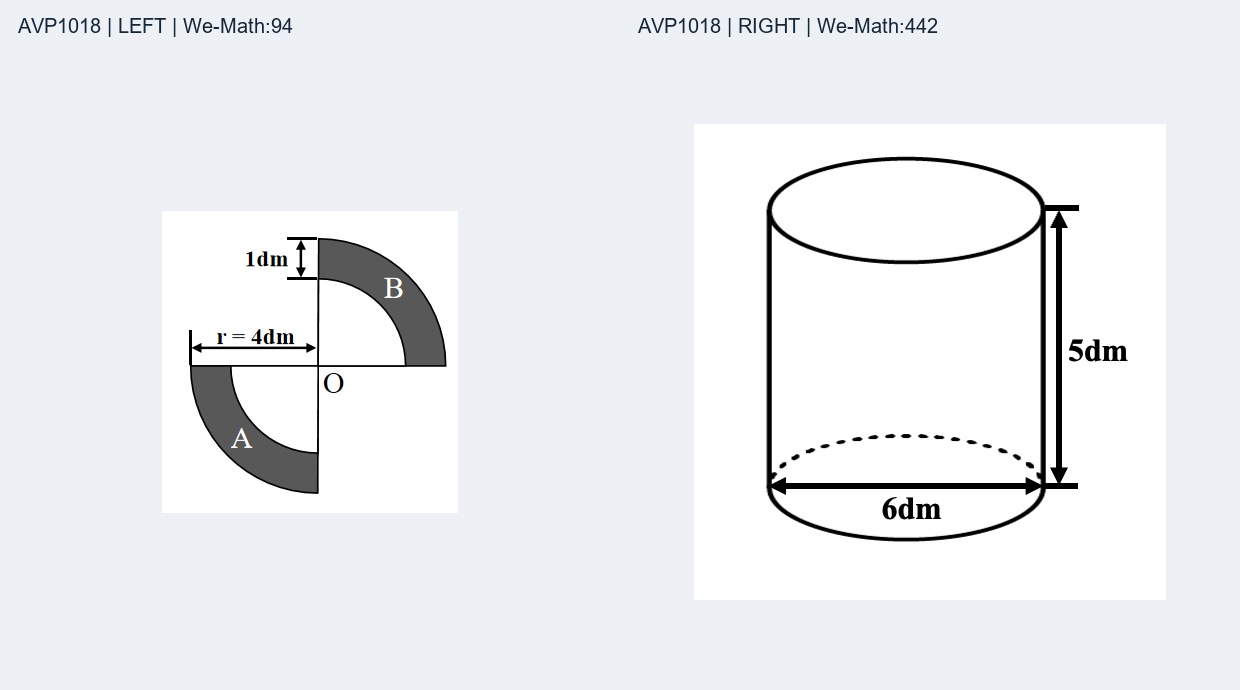 AVP1018 | LEFT | We-Math:94
1dm
B
r = 4dm
O
A
AVP1018 | RIGHT | We-Math:442
5dm
6dm